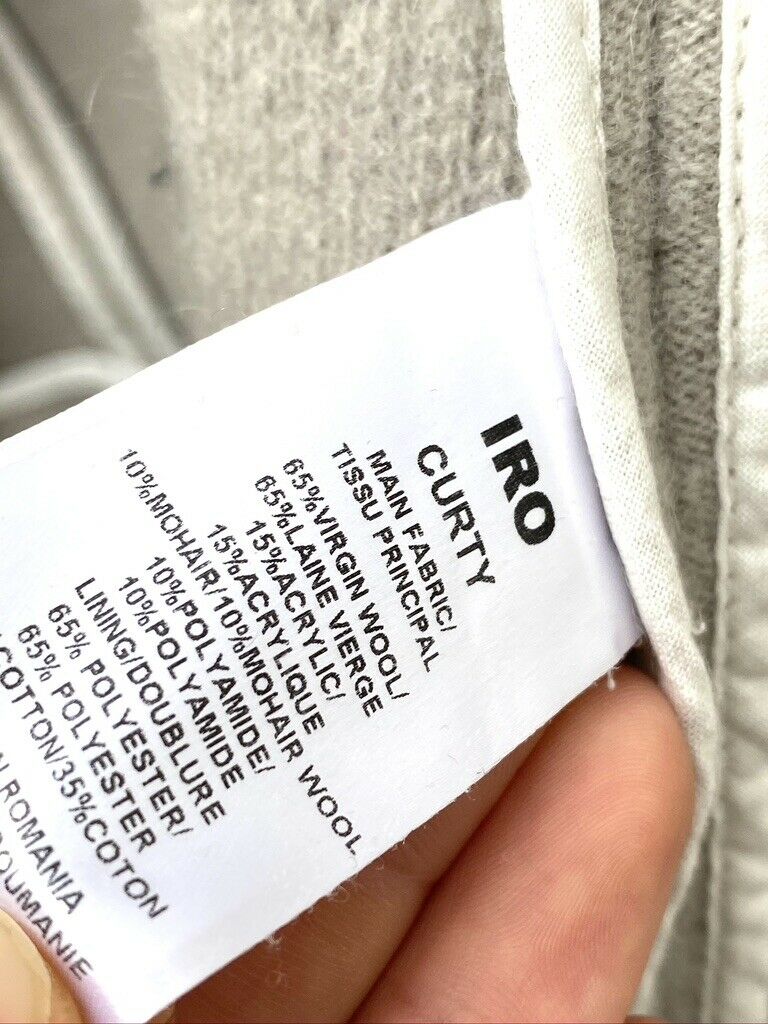 IRO
CURTY
MAIN FABRIC/
TISSU PRINCIPAL
65%VIRGIN WOOL/
65%LAINE VIERGE
15%ACRYLIC/
15%ACRYLIQUE
10%MOHAIR/10%MOHAIR WOOL
10%POLYAMIDE/
10%POLYAMIDE
LINING/DOUBLURE
65% POLYESTER/
65% POLYESTER
COTTON/35%COTON
ROMANIA